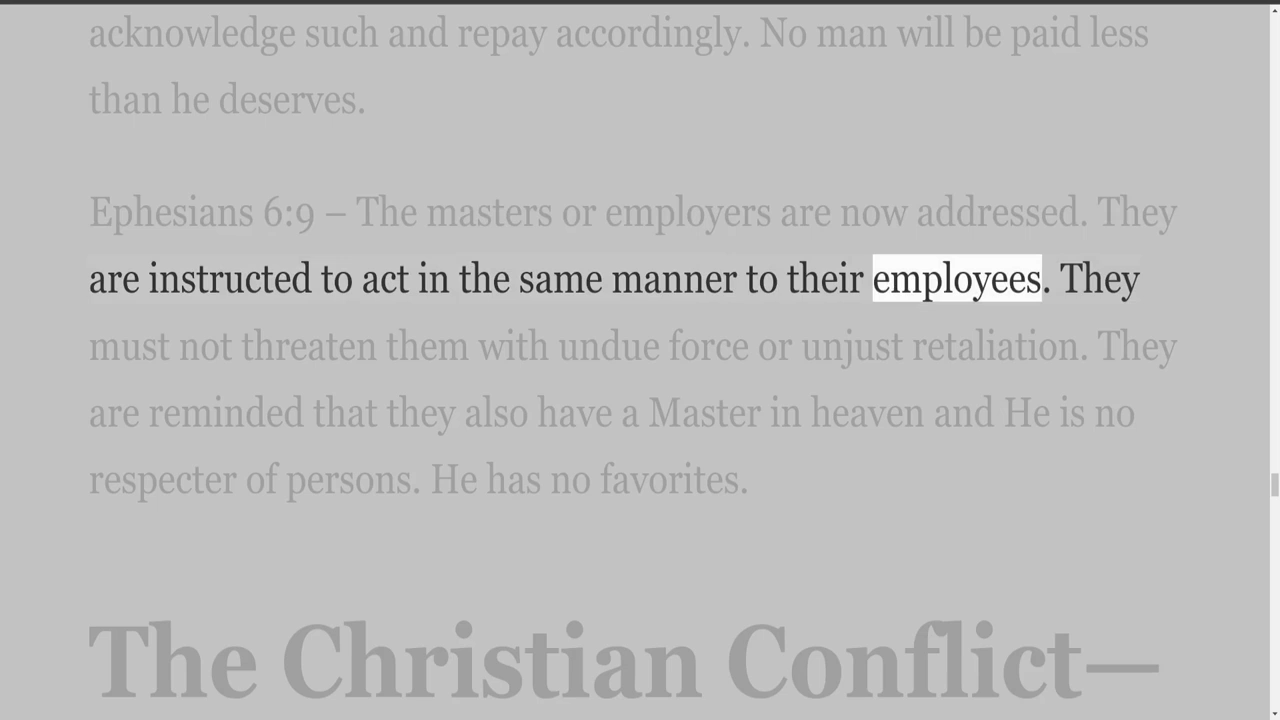 acknowledge such and repay accordingly. No man will be paid less
than he deserves.
Ephesians 6:9 – The masters or employers are now addressed. They
are instructed to act in the same manner to their employees. They
must not threaten them with undue force or unjust retaliation. They
are reminded that they also have a Master in heaven and He is no
respecter of persons. He has no favorites.
The Christian Conflict—